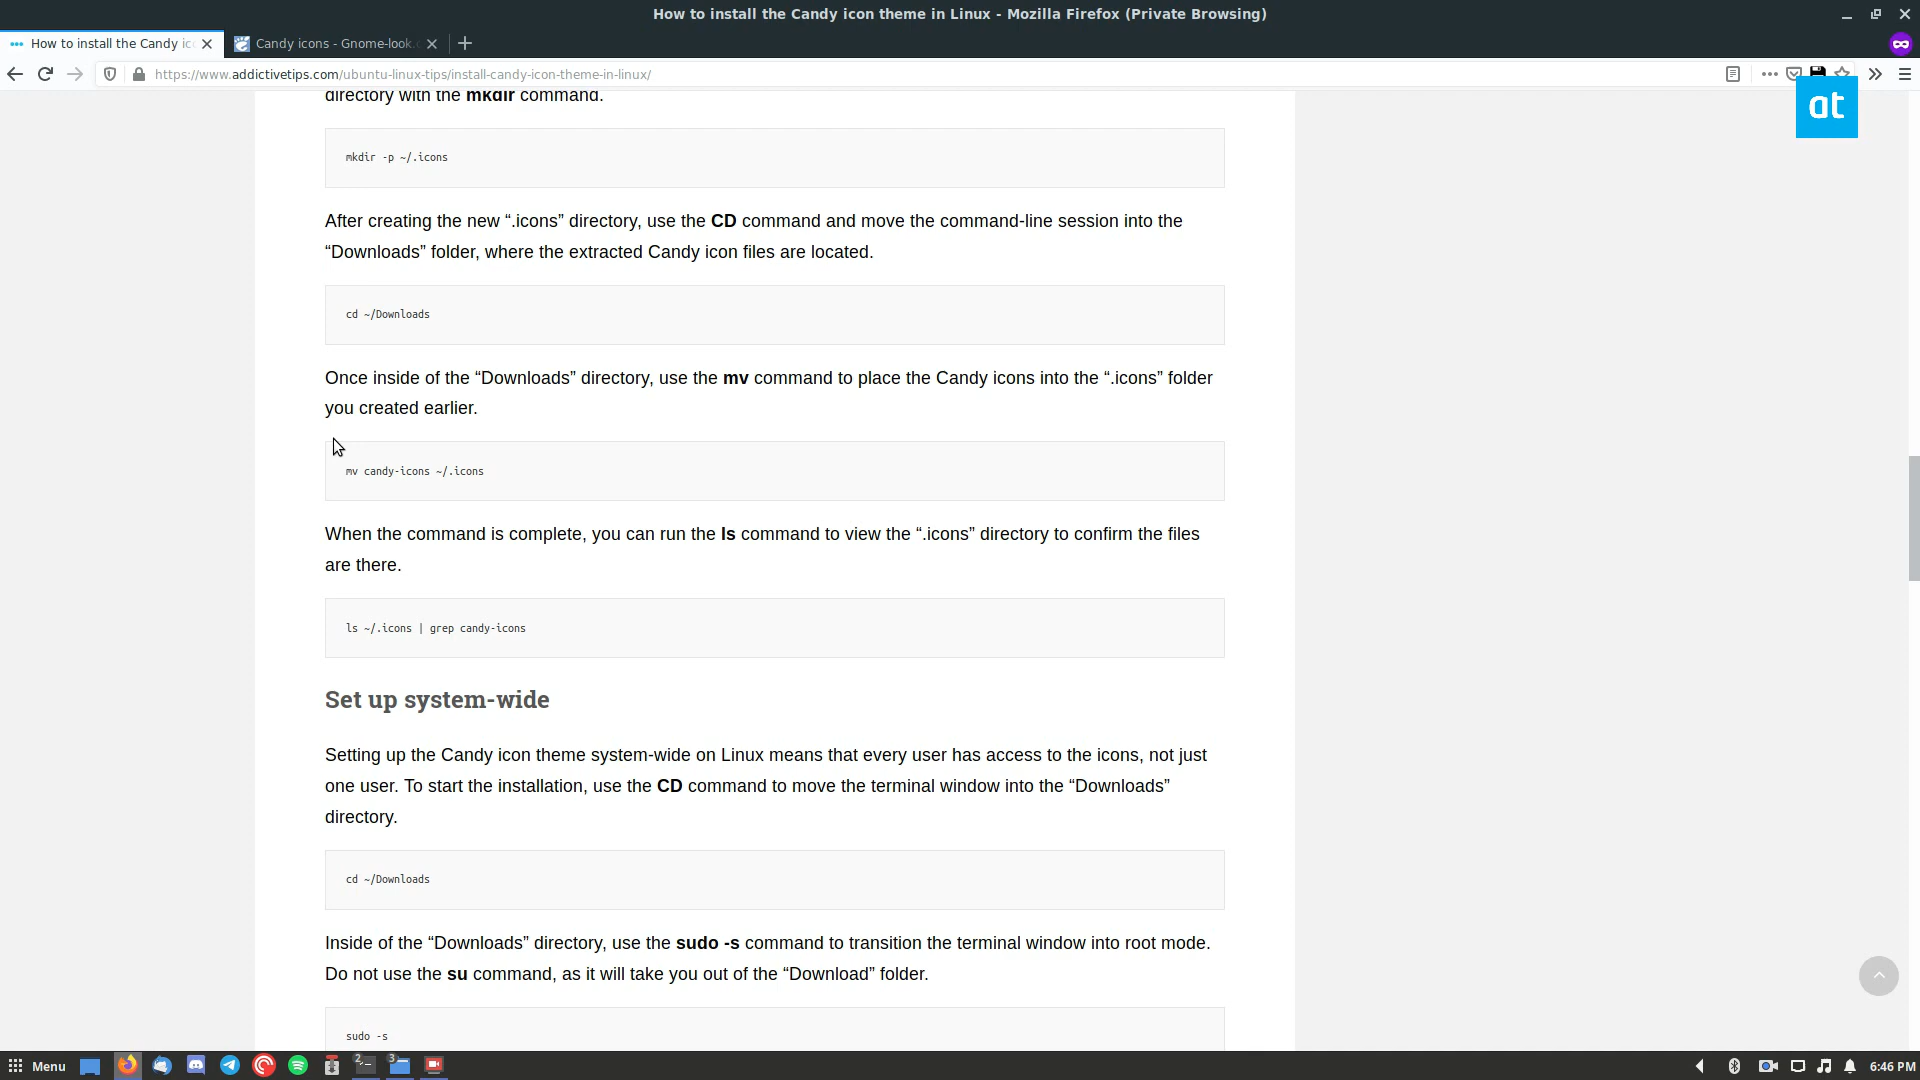 How to install the Candy icon theme in Linux - Mozilla Firefox (Private Browsing)
How to install the Candy ic
Candy icons - Gnome-look.o
https://www.addictivetips.com/ubuntu-linux-tips/install-candy-icon-theme-in-linux/
at
directory with the mkdir command.
mkdir -p ~/.icons
After creating the new “.icons” directory, use the CD command and move the command-line session into the
“Downloads” folder, where the extracted Candy icon files are located.
cd ~/Downloads
Once inside of the “Downloads” directory, use the mv command to place the Candy icons into the “.icons” folder
you created earlier.
mv candy-icons ~/.icons
When the command is complete, you can run the ls command to view the “.icons” directory to confirm the files
are there.
ls ~/.icons | grep candy-icons
Set up system-wide
Setting up the Candy icon theme system-wide on Linux means that every user has access to the icons, not just
one user. To start the installation, use the CD command to move the terminal window into the “Downloads”
directory.
cd ~/Downloads
Inside of the “Downloads” directory, use the sudo -s command to transition the terminal window into root mode.
Do not use the su command, as it will take you out of the “Download” folder.
sudo -s
Menu
2
3
6:46 PM